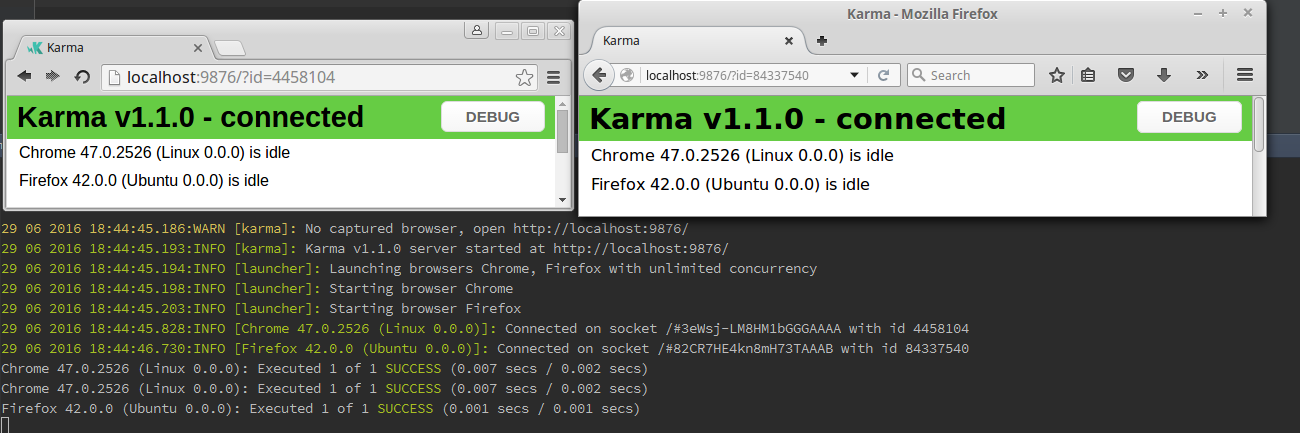 Karma
localhost:9876/?id=4458104
Karma v1.1.0 - connected
DEBUG
Chrome 47.0.2526 (Linux 0.0.0) is idle
Firefox 42.0.0 (Ubuntu 0.0.0) is idle
Karma - Mozilla Firefox
Karma
localhost:9876/?id=84337540
Search
Karma v1.1.0 - connected
DEBUG
Chrome 47.0.2526 (Linux 0.0.0) is idle
Firefox 42.0.0 (Ubuntu 0.0.0) is idle
29 06 2016 18:44:45.186:WARN [karma]: No captured browser, open http://localhost:9876/
29 06 2016 18:44:45.193:INFO [karma]: Karma v1.1.0 server started at http://localhost:9876/
29 06 2016 18:44:45.194:INFO [launcher]: Launching browsers Chrome, Firefox with unlimited concurrency
29 06 2016 18:44:45.198:INFO [launcher]: Starting browser Chrome
29 06 2016 18:44:45.203:INFO [launcher]: Starting browser Firefox
29 06 2016 18:44:45.828:INFO [Chrome 47.0.2526 (Linux 0.0.0)]: Connected on socket /#3eWsj-LM8HM1bGGGAAAA with id 4458104
29 06 2016 18:44:46.730:INFO [Firefox 42.0.0 (Ubuntu 0.0.0)]: Connected on socket /#82CR7HE4kn8mH73TAAAB with id 84337540
Chrome 47.0.2526 (Linux 0.0.0): Executed 1 of 1 SUCCESS (0.007 secs / 0.002 secs)
Chrome 47.0.2526 (Linux 0.0.0): Executed 1 of 1 SUCCESS (0.007 secs / 0.002 secs)
Firefox 42.0.0 (Ubuntu 0.0.0): Executed 1 of 1 SUCCESS (0.001 secs / 0.001 secs)